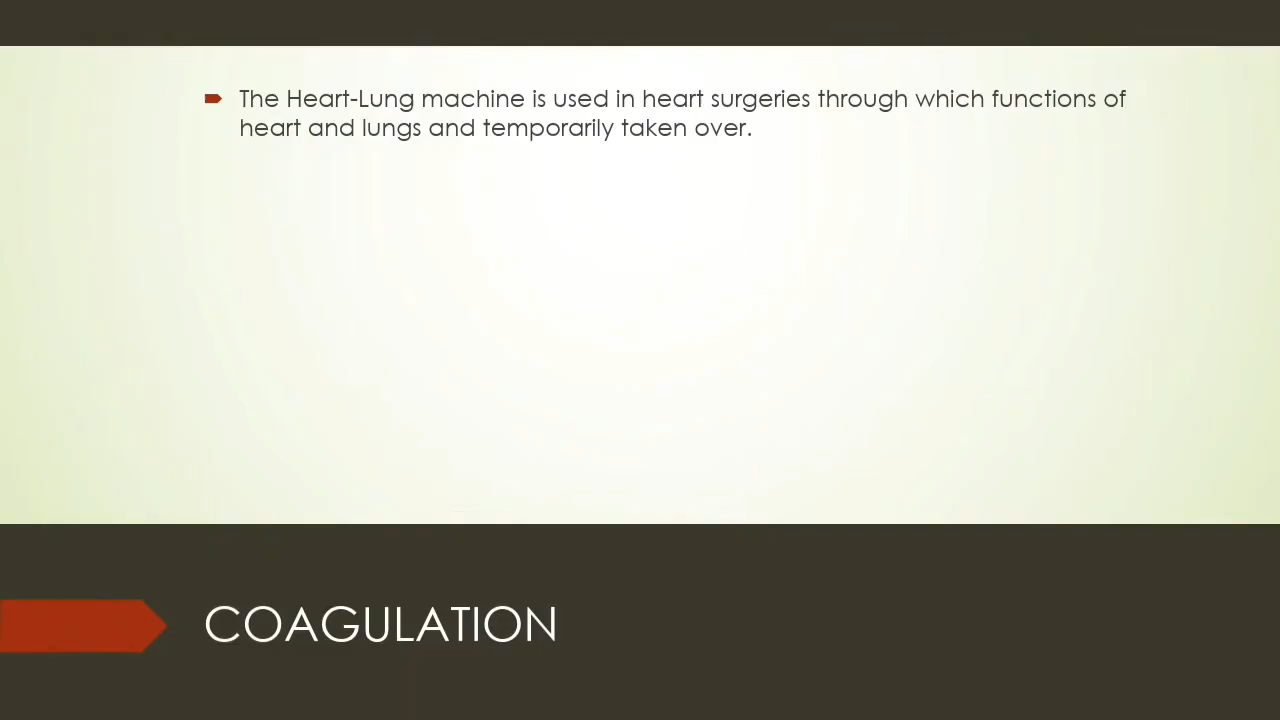 The Heart-Lung machine is used in heart surgeries through which functions of
heart and lungs and temporarily taken over.
COAGULATION